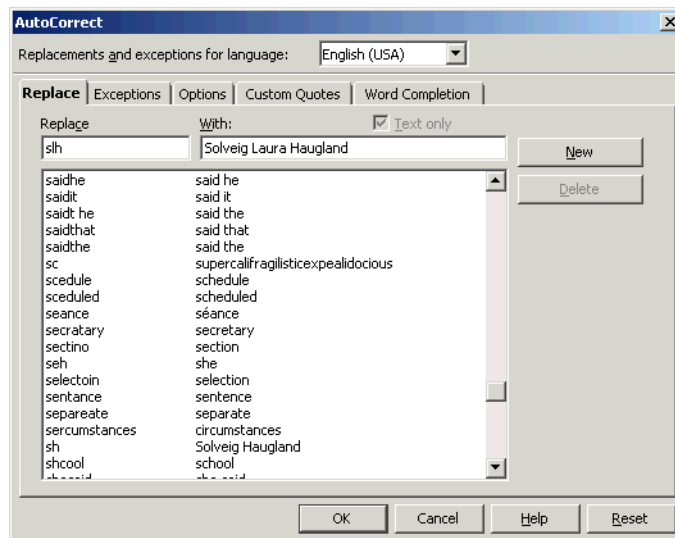 AutoCorrect
Replacements and exceptions for language: English (USA)
Replace Exceptions Options Custom Quotes Word Completion
Replace With: Text only
slh Solveig Laura Haugland New
Delete
saidhe said he
saidit said it
saidt he said the
saidthat said that
saidthe said the
sc supercalifragilisticexpealidocious
scedule schedule
sceduled scheduled
seance séance
secratary secretary
sectino section
seh she
selectoin selection
sentance sentence
separeate separate
sercumstances circumstances
sh Solveig Haugland
shcool school
OK Cancel Help Reset